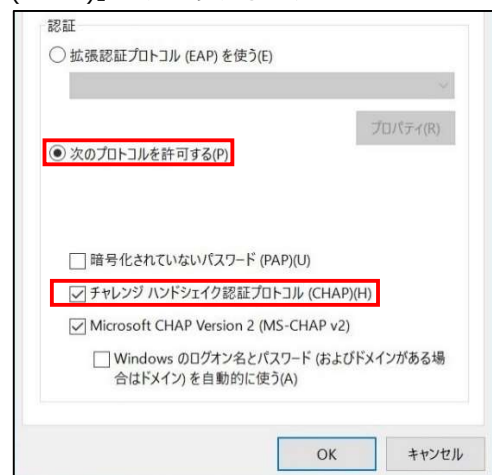 認証
拡張認証プロトコル (EAP) を使う(E)
プロパティ(R)
次のプロトコルを許可する(P)
暗号化されていないパスワード (PAP)(U)
チャレンジ ハンドシェイク認証プロトコル (CHAP)(H)
Microsoft CHAP Version 2 (MS-CHAP v2)
Windows のログオン名とパスワード (およびドメインがある場
合はドメイン) を自動的に使う(A)
OK
キャンセル